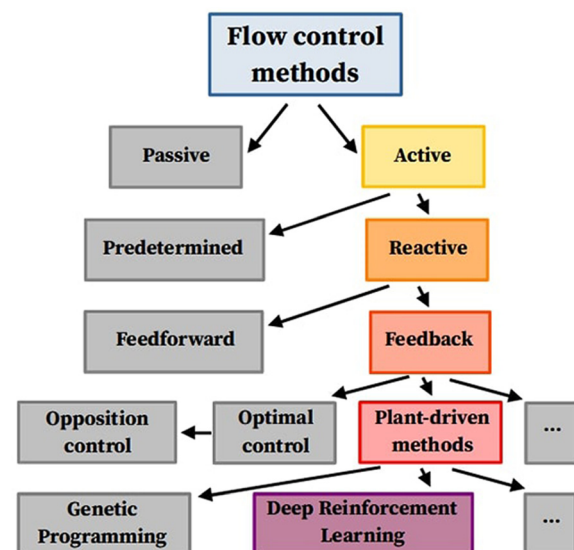 Flow control
methods
Passive
Active
Predetermined
Reactive
Feedforward
Feedback
Opposition
control
Optimal
control
Plant-driven
methods
...
Genetic
Programming
Deep Reinforcement
Learning
...